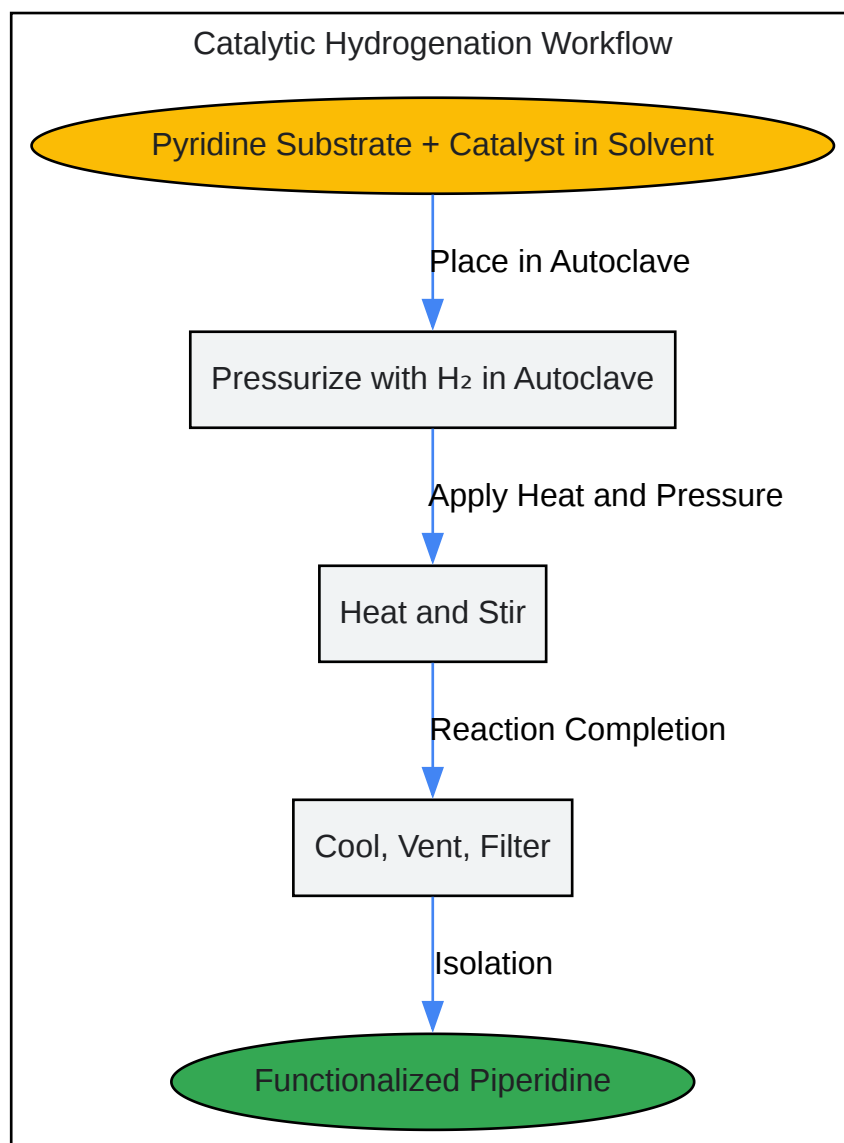 Catalytic Hydrogenation Workflow
Pyridine Substrate + Catalyst in Solvent
Place in Autoclave
Pressurize with H₂ in Autoclave
Apply Heat and Pressure
Heat and Stir
Reaction Completion
Cool, Vent, Filter
Isolation
Functionalized Piperidine